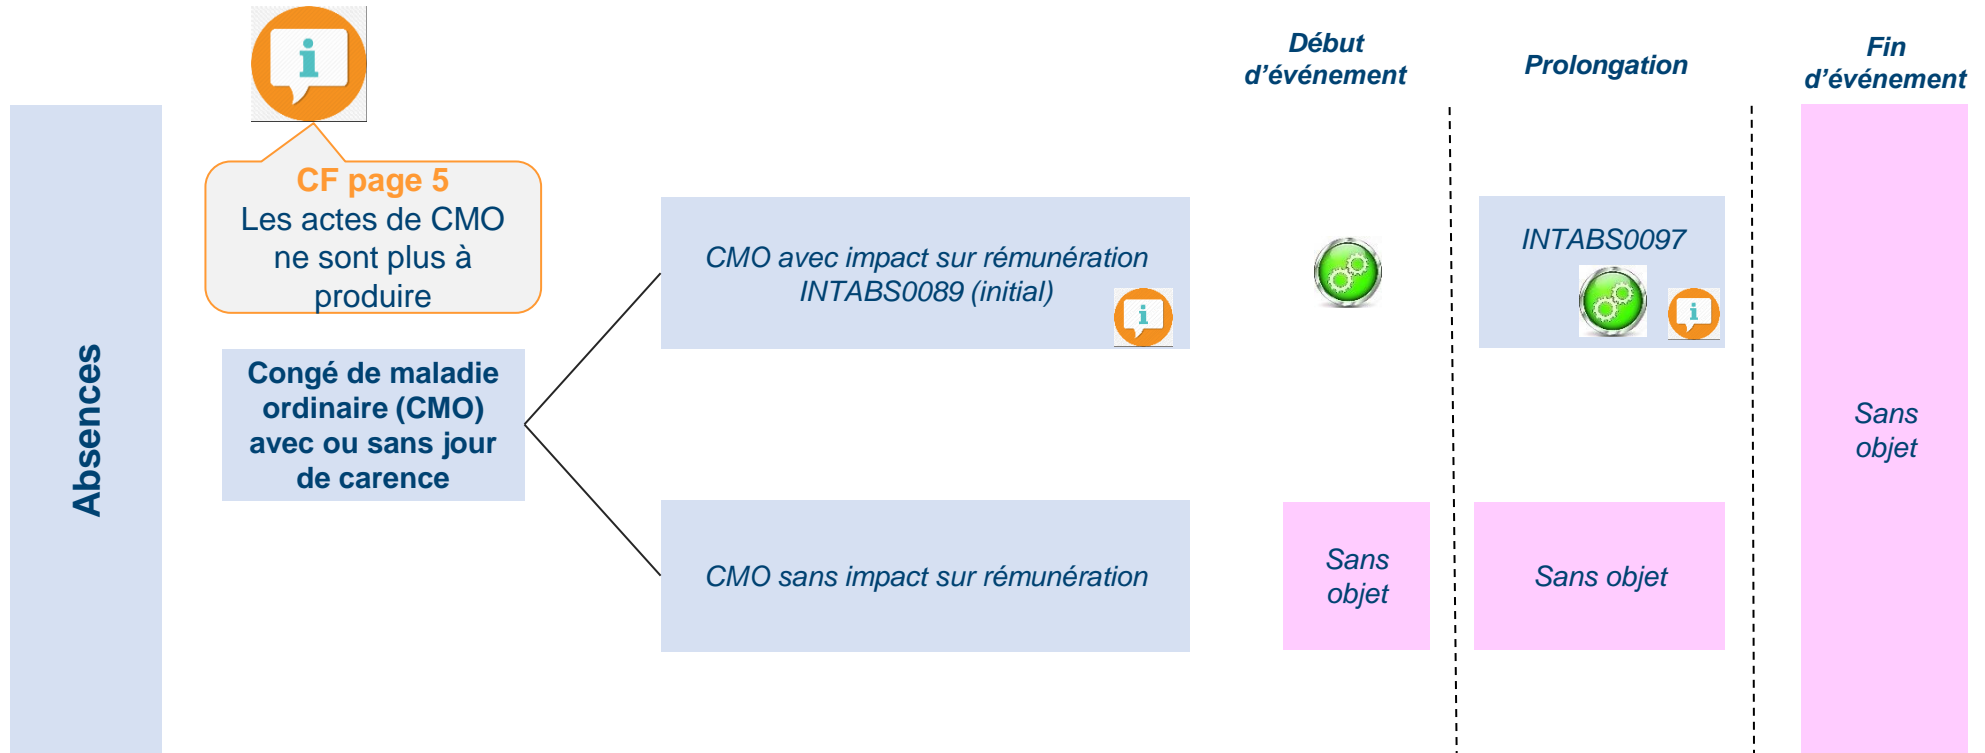 Début
d'événement
Prolongation
Fin
d'événement
CF page 5
Les actes de CMO
ne sont plus à
produire
Absences
Congé de maladie
ordinaire (CMO)
avec ou sans jour
de carence
CMO avec impact sur rémunération
INTABS0089 (initial)
INTABS0097
CMO sans impact sur rémunération
Sans
objet
Sans objet
Sans
objet